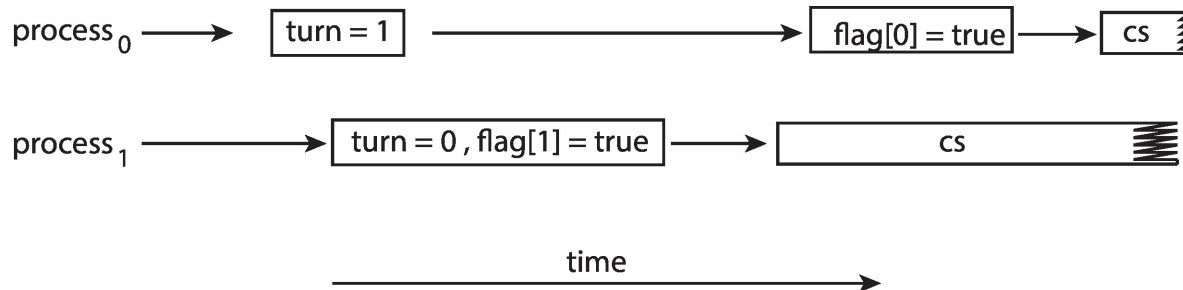 process₀ turn = 1 flag[0] = true cs
process₁ turn = 0 , flag[1] = true cs
time